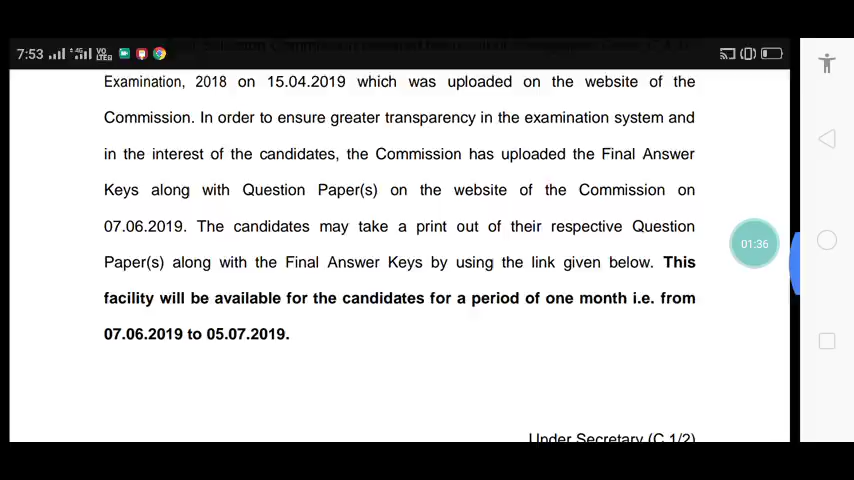 7:53
Examination, 2018 on 15.04.2019 which was uploaded on the website of the
Commission. In order to ensure greater transparency in the examination system and
in the interest of the candidates, the Commission has uploaded the Final Answer
Keys along with Question Paper(s) on the website of the Commission on
07.06.2019. The candidates may take a print out of their respective Question
01:36
Paper(s) along with the Final Answer Keys by using the link given below. This
facility will be available for the candidates for a period of one month i.e. from
07.06.2019 to 05.07.2019.
Under Secretary (C 1/2)